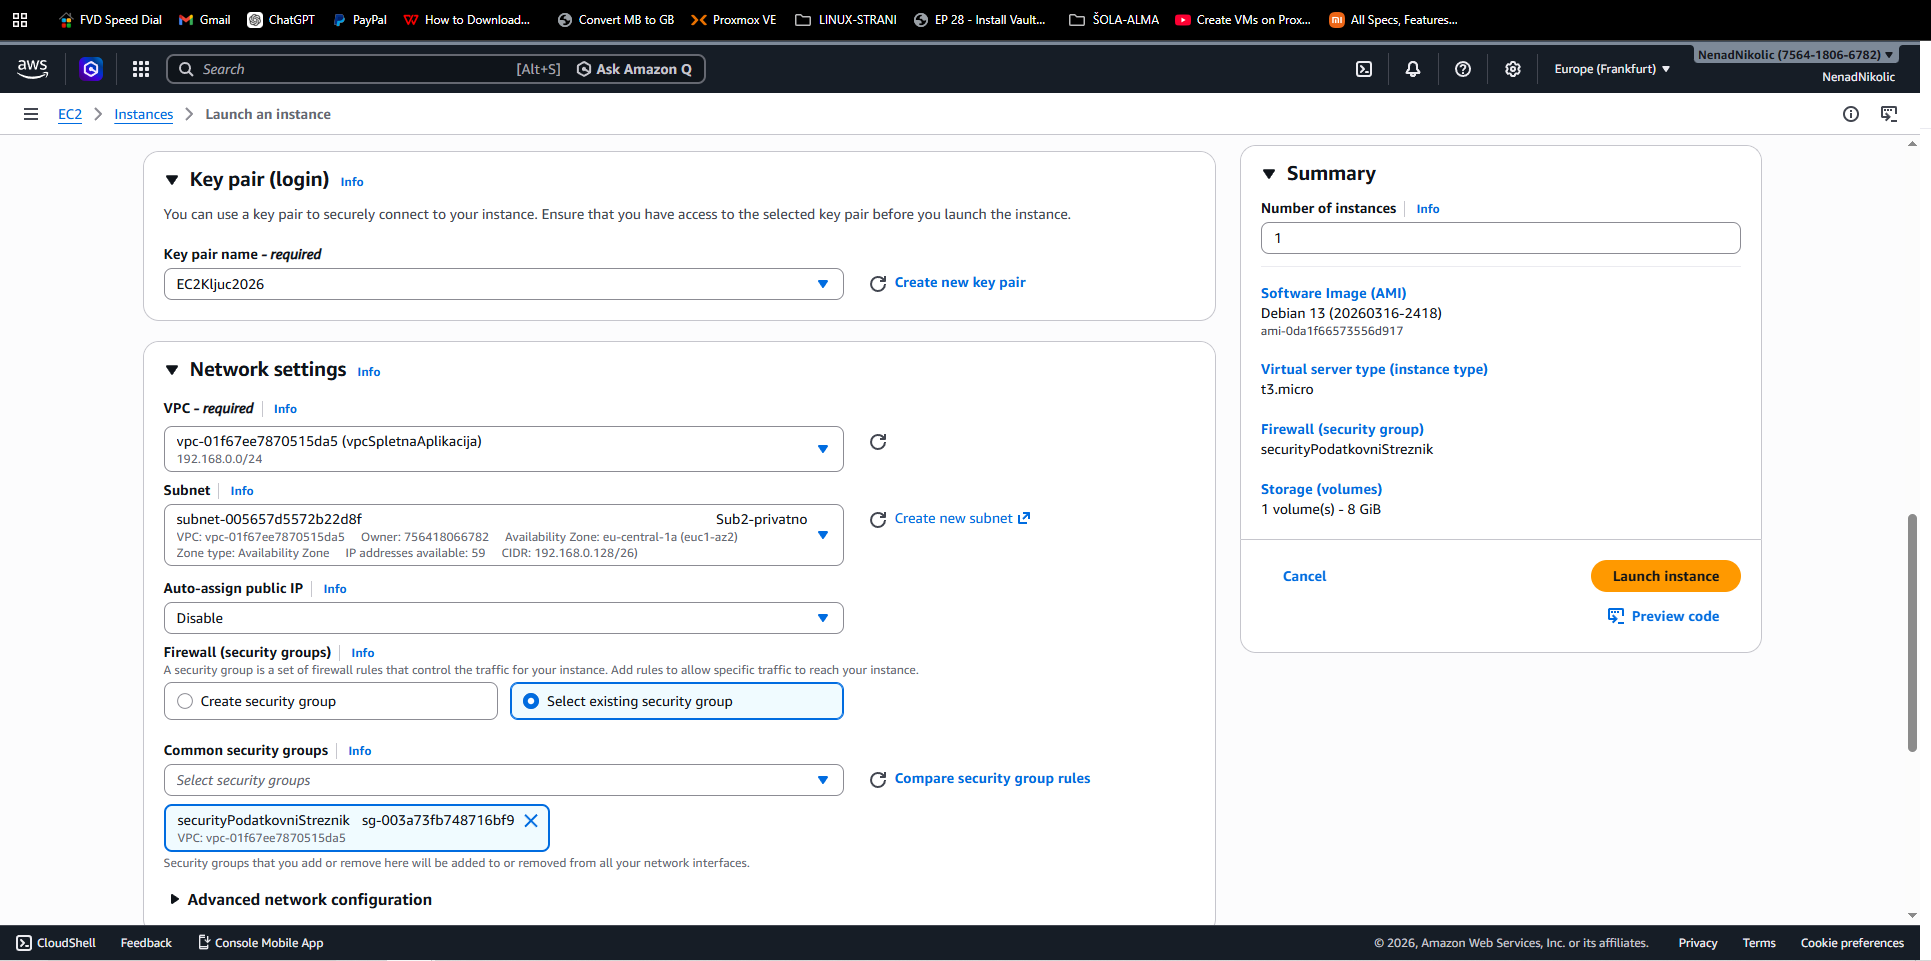 FVD Speed Dial Gmail ChatGPT PayPal How to Download... Convert MB to GB Proxmox VE LINUX-STRANI EP 28 - Install Vault... ŠOLA-ALMA Create VMs on Prox... All Specs, Features...
aws Search [Alt+S] Ask Amazon Q Europe (Frankfurt) NenadNikolic (7564-1806-6782)
NenadNikolic
EC2 Instances Launch an instance
Key pair (login) Info
You can use a key pair to securely connect to your instance. Ensure that you have access to the selected key pair before you launch the instance.
Key pair name - required
EC2Kljuc2026 Create new key pair
Network settings Info
VPC - required Info
vpc-01f67ee7870515da5 (vpcSpletnaAplikacija)
192.168.0.0/24
Subnet Info
subnet-005657d5572b22d8f Sub2-privatno
VPC: vpc-01f67ee7870515da5 Owner: 756418066782 Availability Zone: eu-central-1a (euc1-az2)
Zone type: Availability Zone IP addresses available: 59 CIDR: 192.168.0.128/26)
Create new subnet
Auto-assign public IP Info
Disable
Firewall (security groups) Info
A security group is a set of firewall rules that control the traffic for your instance. Add rules to allow specific traffic to reach your instance.
Create security group Select existing security group
Common security groups Info
Select security groups Compare security group rules
securityPodatkovniStreznik sg-003a73fb748716bf9
VPC: vpc-01f67ee7870515da5
Security groups that you add or remove here will be added to or removed from all your network interfaces.
Advanced network configuration
Summary
Number of instances Info
1
Software Image (AMI)
Debian 13 (20260316-2418)
ami-0da1f66573556d917
Virtual server type (instance type)
t3.micro
Firewall (security group)
securityPodatkovniStreznik
Storage (volumes)
1 volume(s) - 8 GiB
Cancel Launch instance
Preview code
CloudShell Feedback Console Mobile App © 2026, Amazon Web Services, Inc. or its affiliates. Privacy Terms Cookie preferences